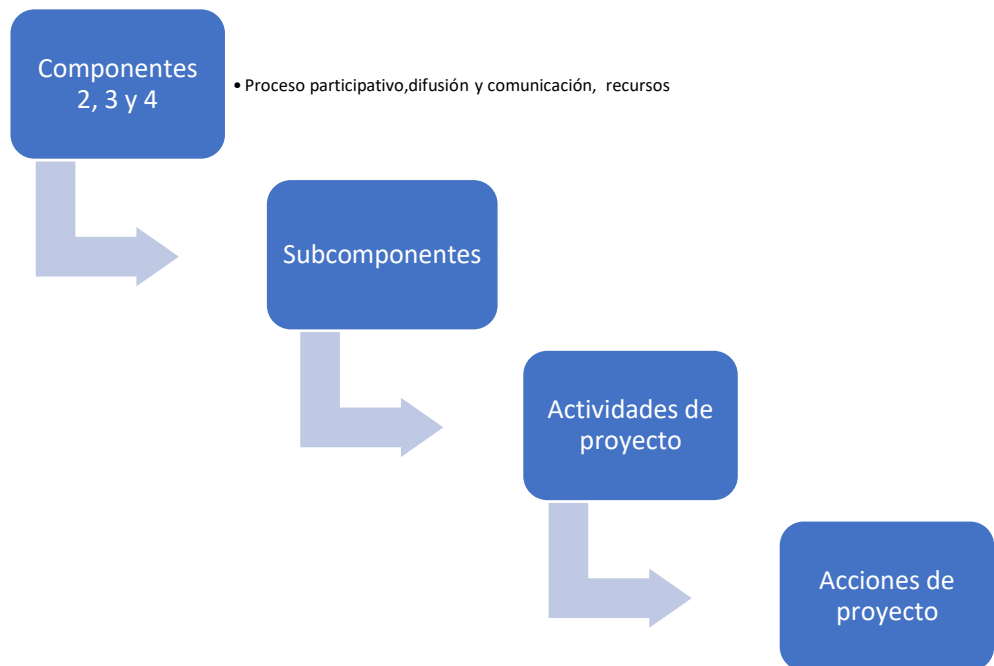 Componentes
2, 3 y 4
• Proceso participativo,difusión y comunicación, recursos
Subcomponentes
Actividades de
proyecto
Acciones de
proyecto